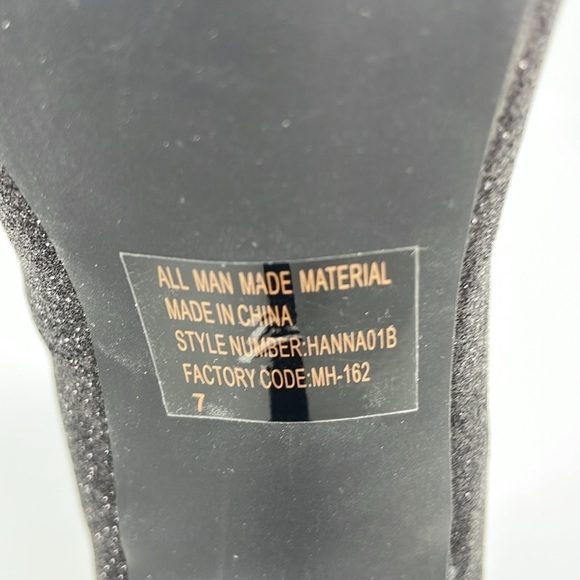 ALL MAN MADE MATERIAL
MADE IN CHINA
STYLE NUMBER:HANNA01B
FACTORY CODE:MH-162
7